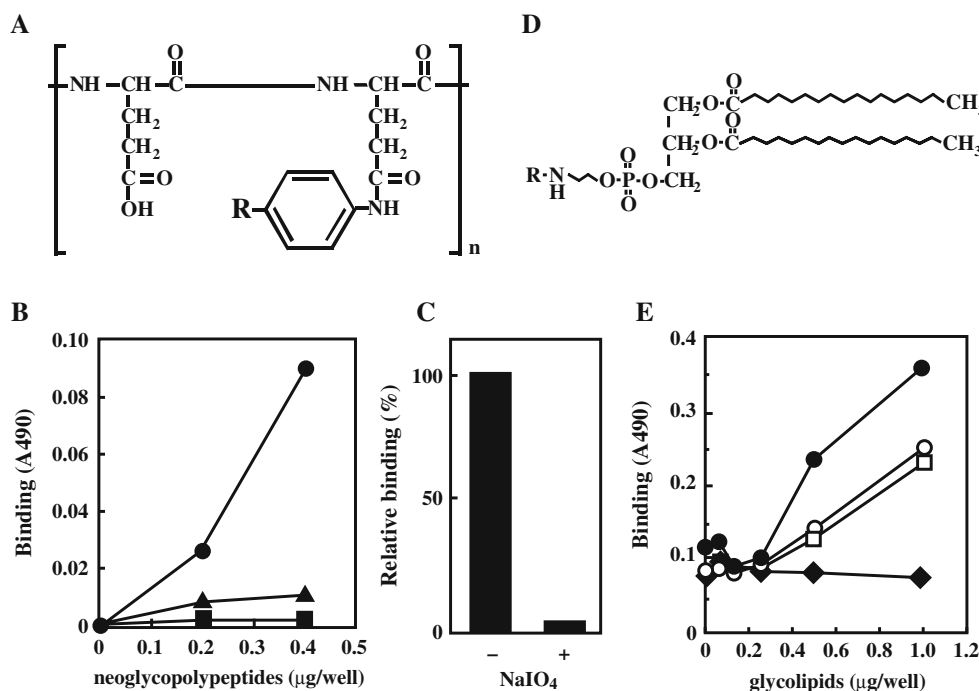 A
O
O
NH
CH
C
NH
CH
C
CH2
CH2
CH2
CH2
C=O
C=O
OH
R
NH
n
D
O
CH2-O-C
CH3
O
O-C
CH3
O
R-N
H
O-P-O
CH2
O
B
0.10
0.08
0.06
0.04
0.02
0
0
0.1
0.2
0.3
0.4
0.5
Binding (A490)
neoglycopolypeptides (μg/well)
C
100
50
0
Relative binding (%)
− +
NaIO4
E
0.4
0.3
0.2
0.1
0
0
0.2
0.4
0.6
0.8
1.0
1.2
Binding (A490)
glycolipids (μg/well)